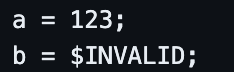 a = 123;
b = $INVALID;